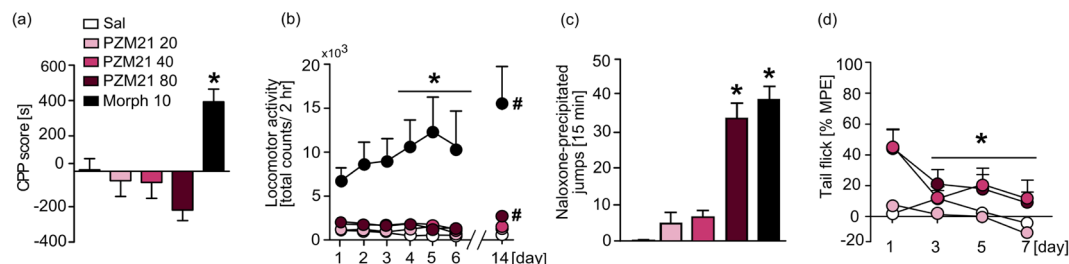 (a)
Sal
PZM21 20
PZM21 40
PZM21 80
Morph 10
CPP score [s]
600
400
200
0
-200
-400
*
(b)
x10³
Locomotor activity
[total counts/ 2 hr]
20
15
10
5
0
*
#
#
1 2 3 4 5 6 14 [day]
(c)
Naloxone-precipitated
jumps [15 min]
50
40
30
20
10
0
*
*
(d)
Tail flick [% MPE]
100
80
60
40
20
0
-20
*
1 3 5 7 [day]